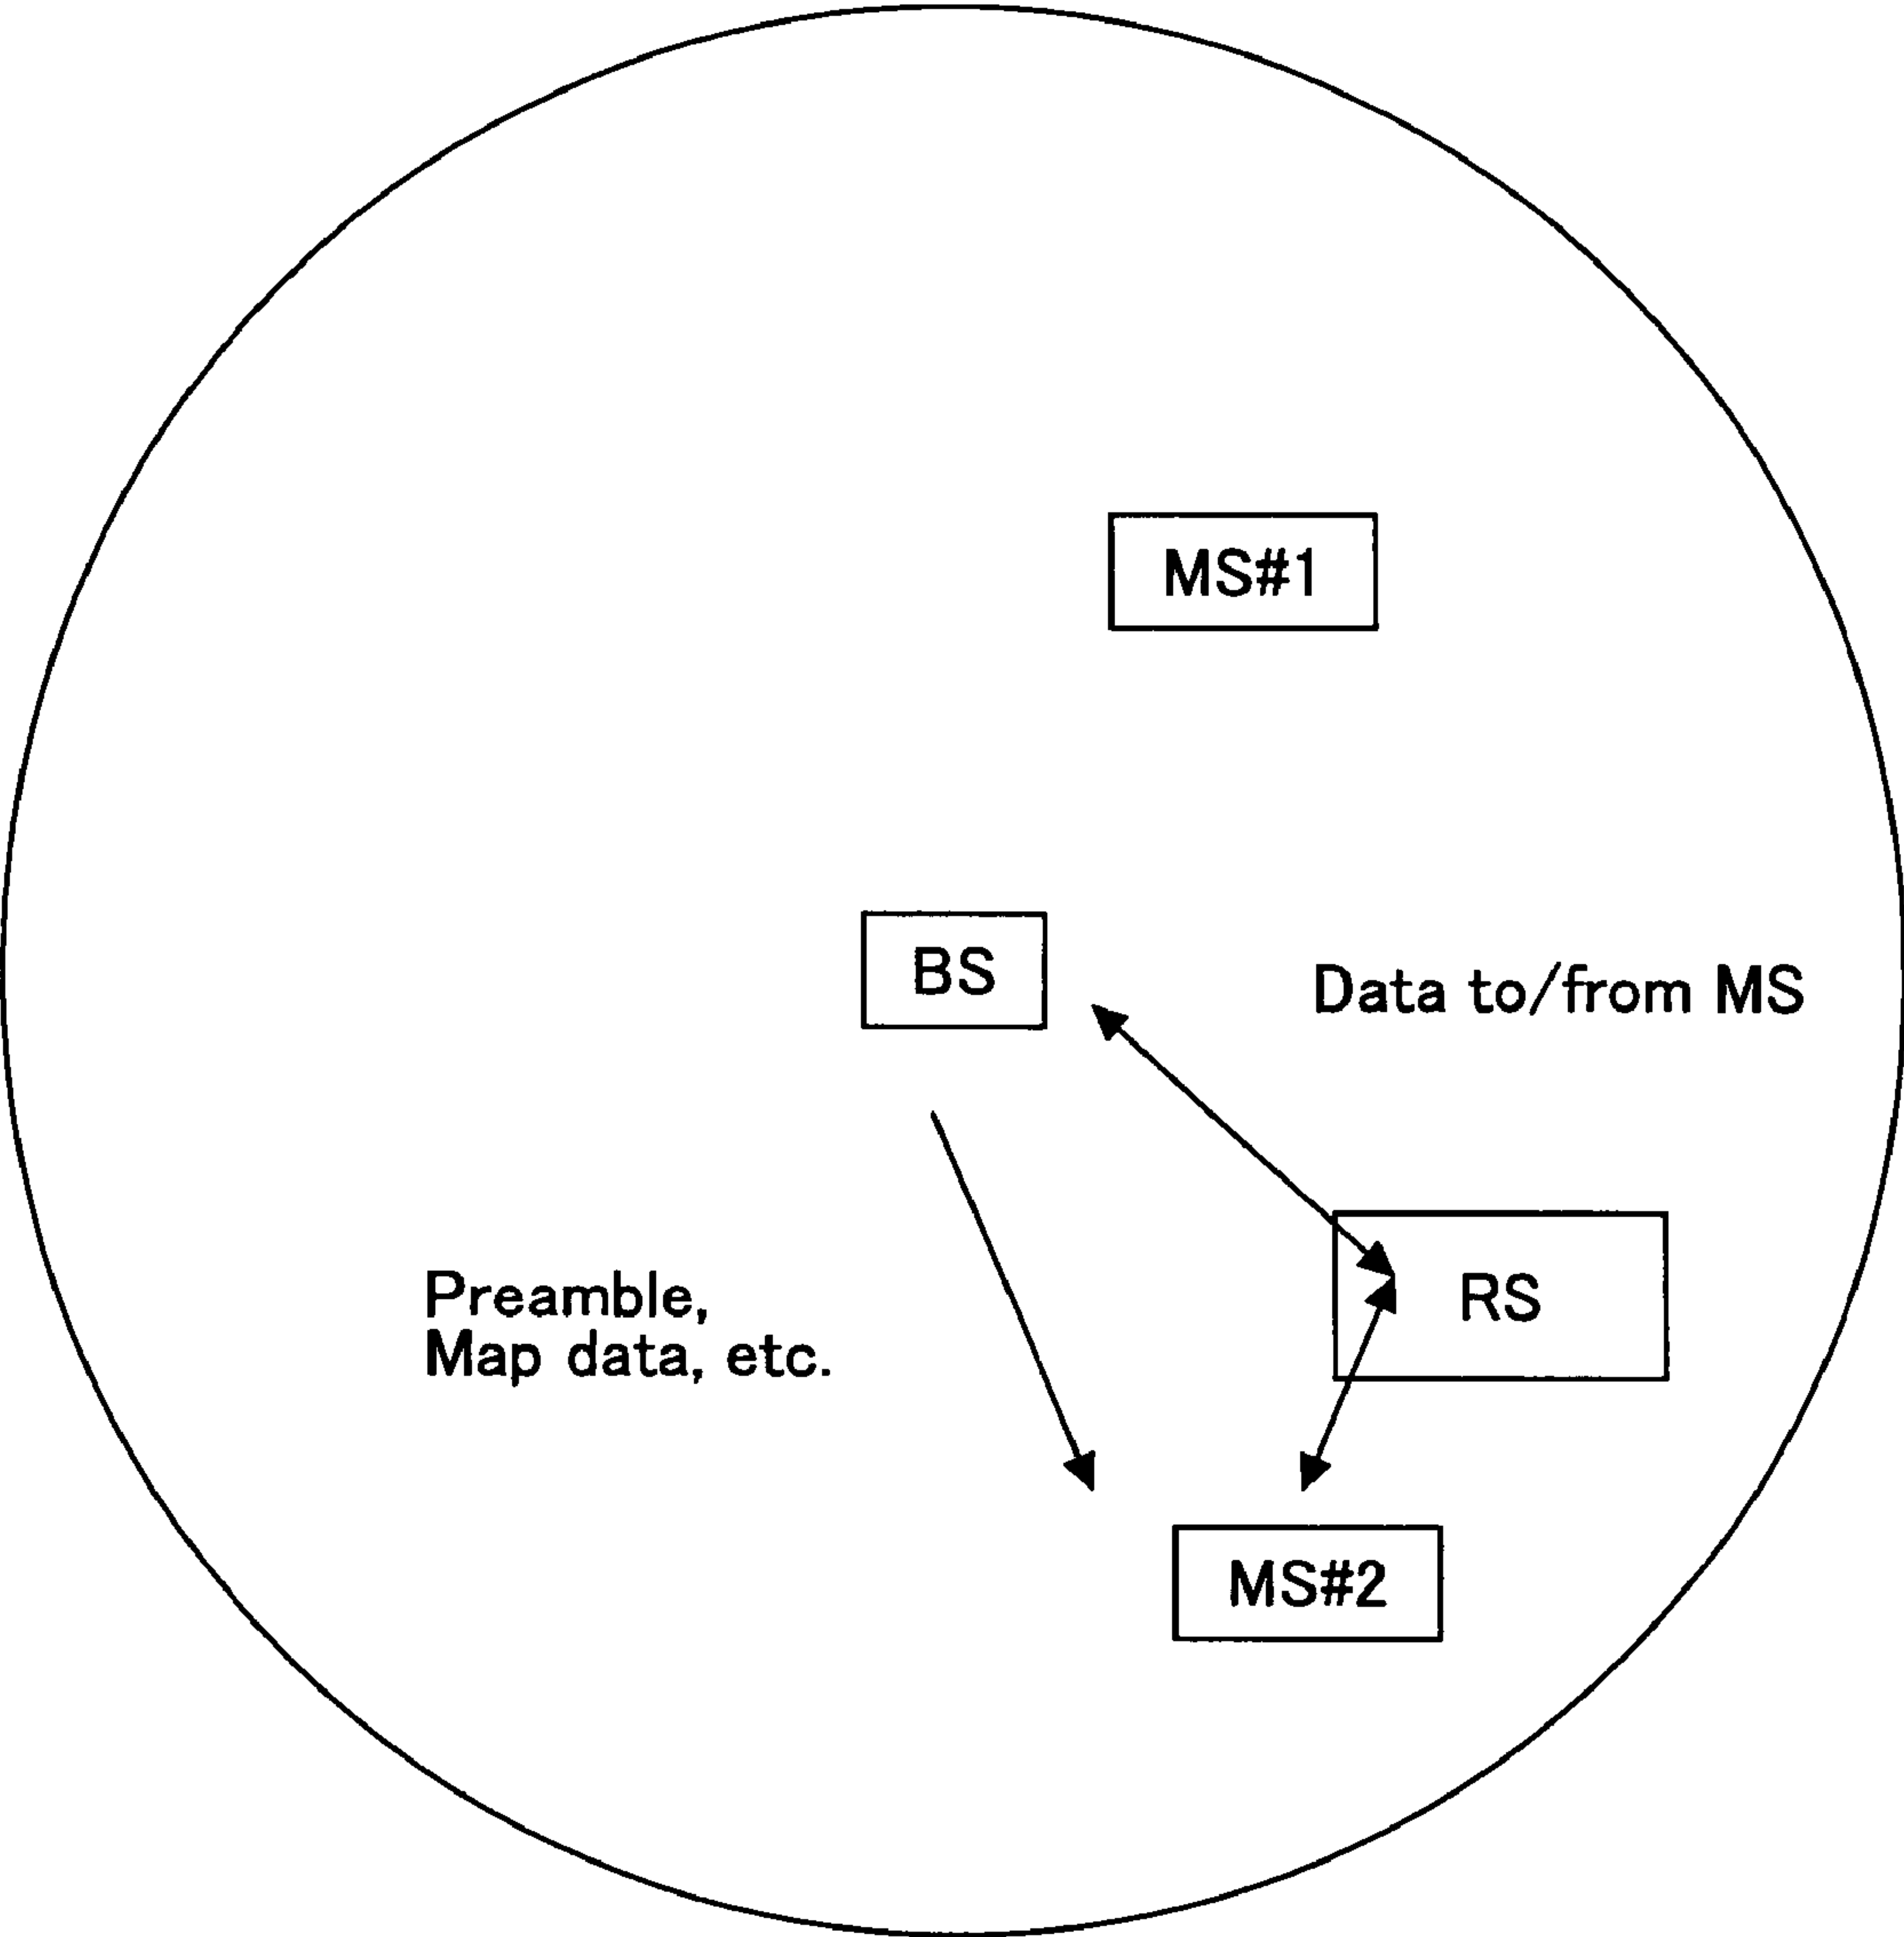 MS#1
BS
Data to/from MS
Preamble,
Map data, etc.
RS
MS#2